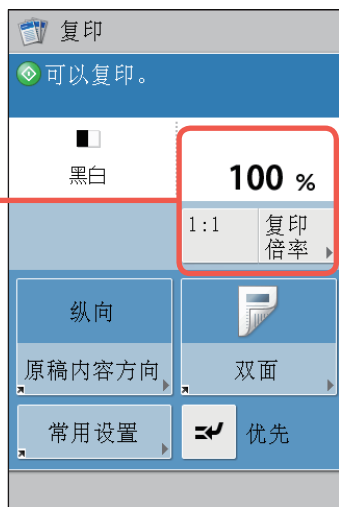 复印
可以复印。
黑白
100 %
1:1
复印
倍率
纵向
原稿内容方向
双面
常用设置
优先